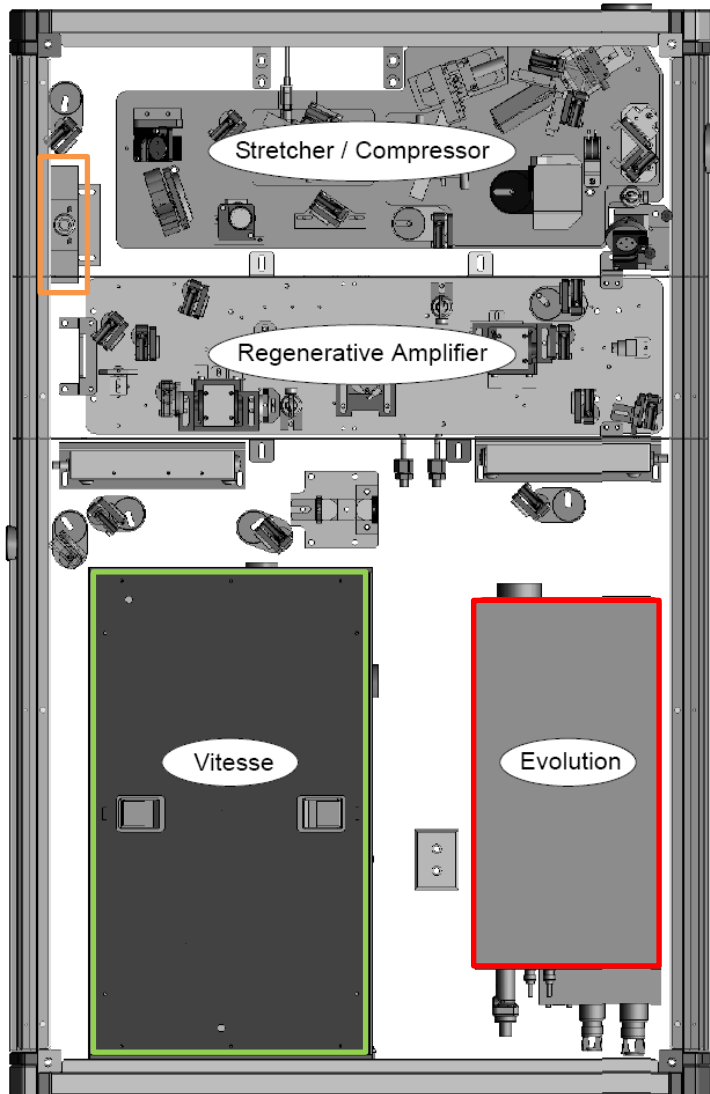 Stretcher / Compressor
Regenerative Amplifier
Vitesse
Evolution